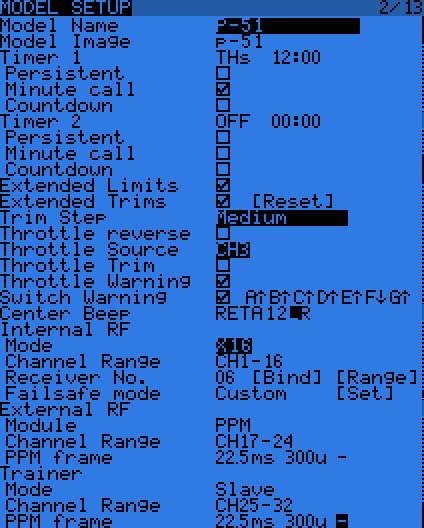 MODEL SETUP 2/13
Model Name P-51
Model Image p-51
Timer 1 THs 12:00
Persistent
Minute call
Countdown
Timer 2 OFF 00:00
Persistent
Minute call
Countdown
Extended Limits
Extended Trims [Reset]
Trim Step Medium
Throttle reverse
Throttle Source CH3
Throttle Trim
Throttle Warning
Switch Warning A↑B↑C↑D↑E↑F↓G↑
Center Beep RETA12■R
Internal RF
Mode X16
Channel Range CH1-16
Receiver No. 06 [Bind] [Range]
Failsafe mode Custom [Set]
External RF
Module PPM
Channel Range CH17-24
PPM frame 22.5ms 300u -
Trainer
Mode Slave
Channel Range CH25-32
PPM frame 22.5ms 300u -